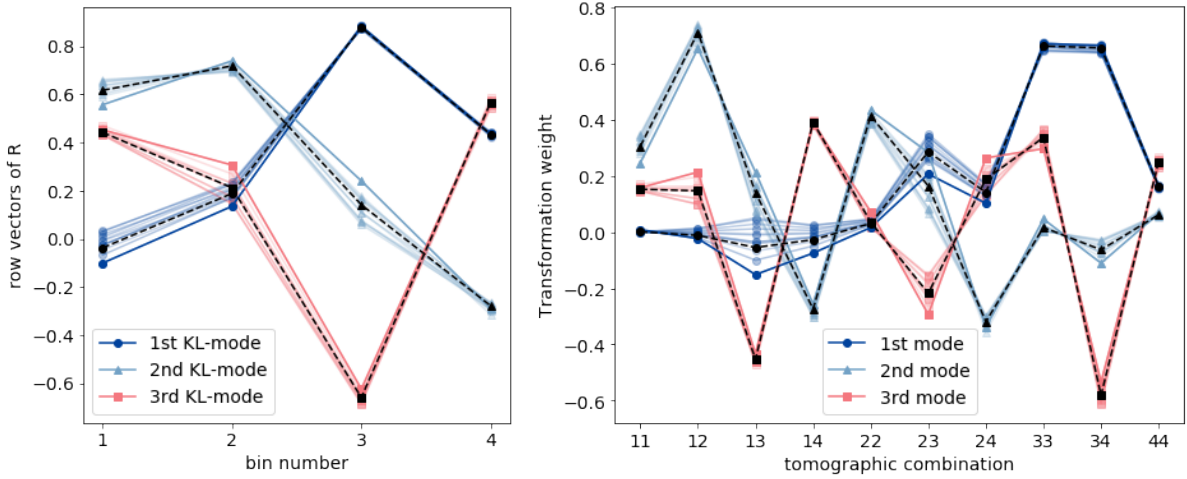 row vectors of R
0.8
0.6
0.4
0.2
0.0
−0.2
−0.4
−0.6
1st KL-mode
2nd KL-mode
3rd KL-mode
1 2 3 4
bin number
Transformation weight
0.8
0.6
0.4
0.2
0.0
−0.2
−0.4
−0.6
1st mode
2nd mode
3rd mode
11 12 13 14 22 23 24 33 34 44
tomographic combination